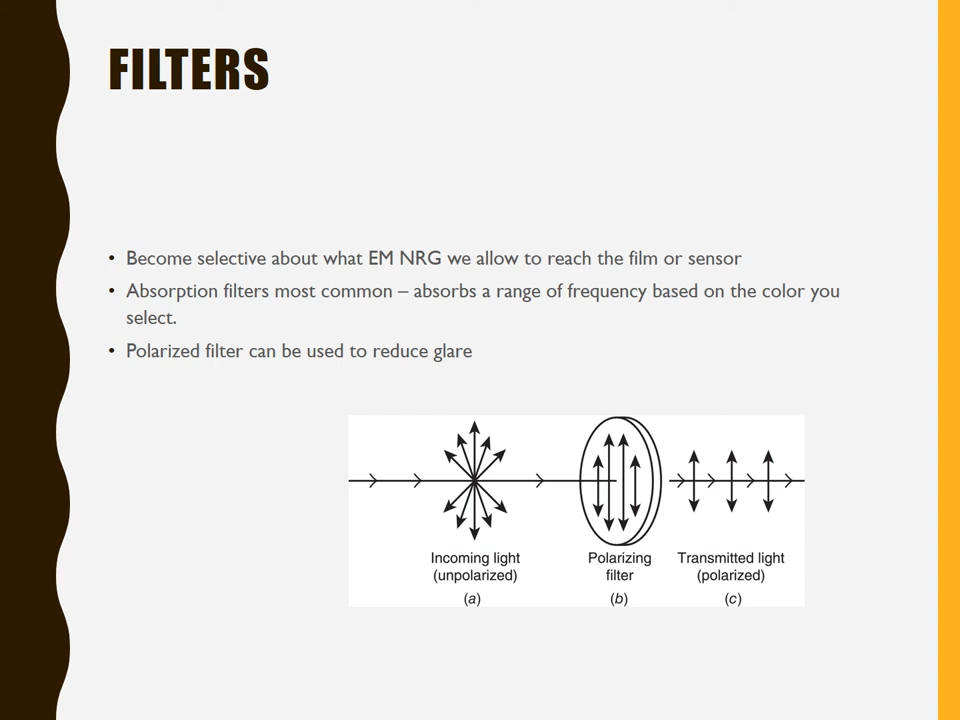 FILTERS
• Become selective about what EM NRG we allow to reach the film or sensor
• Absorption filters most common – absorbs a range of frequency based on the color you
select.
• Polarized filter can be used to reduce glare
Incoming light
(unpolarized)
(a)
Polarizing
filter
(b)
Transmitted light
(polarized)
(c)